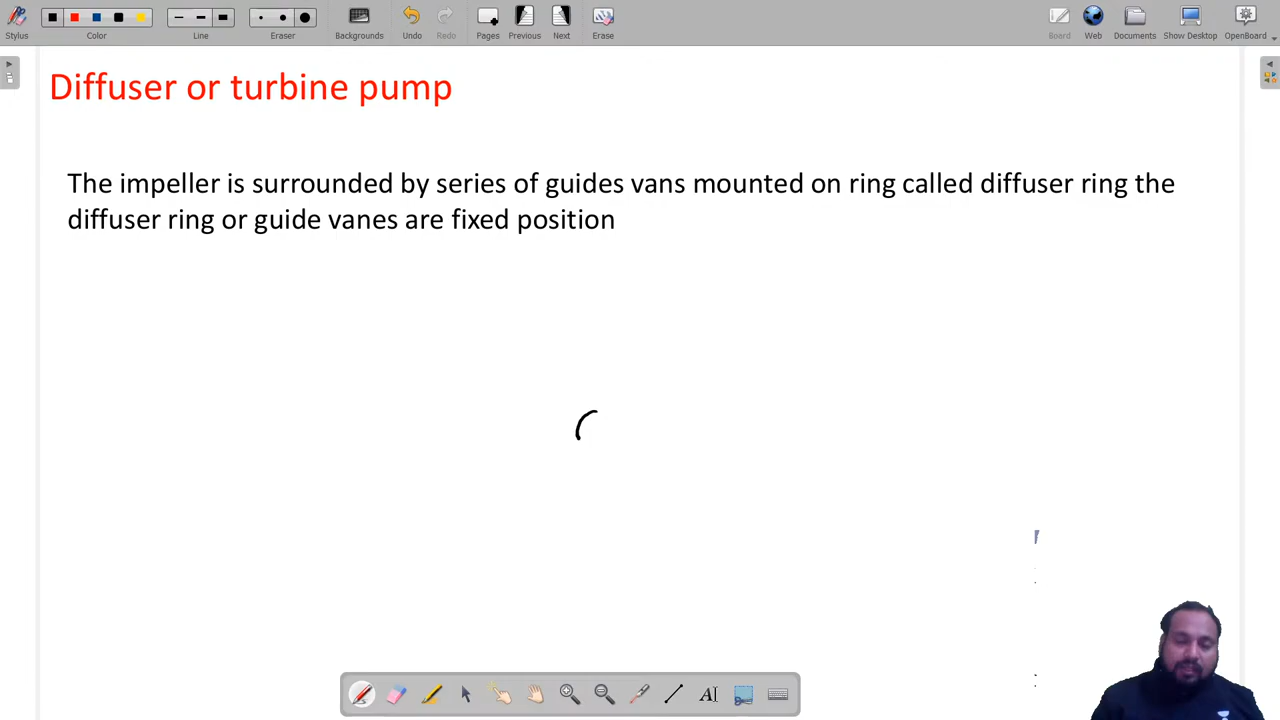 Stylus
Color
Line
Eraser
Backgrounds
Undo
Redo
Pages
Previous
Next
Erase
Board
Web
Documents
Show Desktop
OpenBoard
Diffuser or turbine pump
The impeller is surrounded by series of guides vans mounted on ring called diffuser ring the
diffuser ring or guide vanes are fixed position